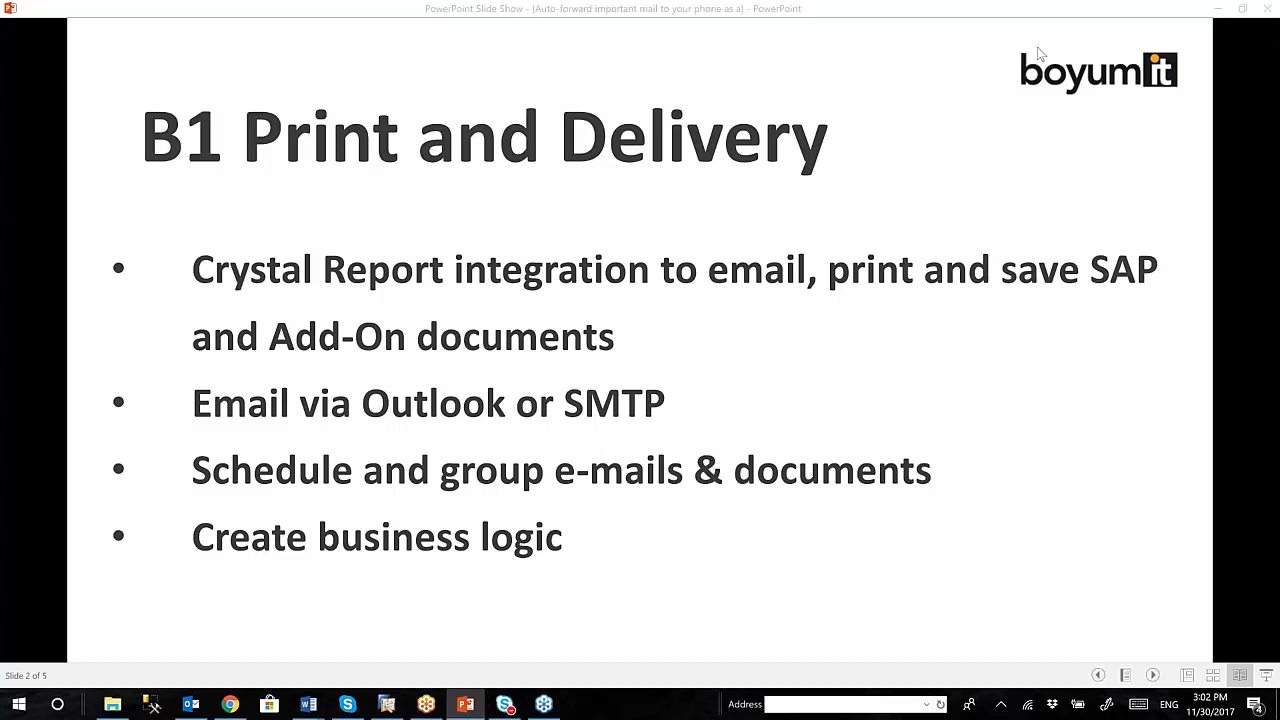 PowerPoint Slide Show - (Auto-forward important mail to your phone as a) - PowerPoint
boyumit
B1 Print and Delivery
• Crystal Report integration to email, print and save SAP
and Add-On documents
• Email via Outlook or SMTP
• Schedule and group e-mails & documents
• Create business logic
Slide 2 of 5
Address
ENG
3:02 PM
11/30/2017
4